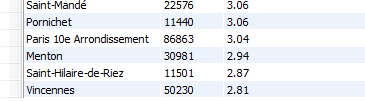 Saint-Mandé 22576 3.06
Pornichet 11440 3.06
Paris 10e Arrondissement 86863 3.04
Menton 30981 2.94
Saint-Hilaire-de-Riez 11501 2.87
Vincennes 50230 2.81